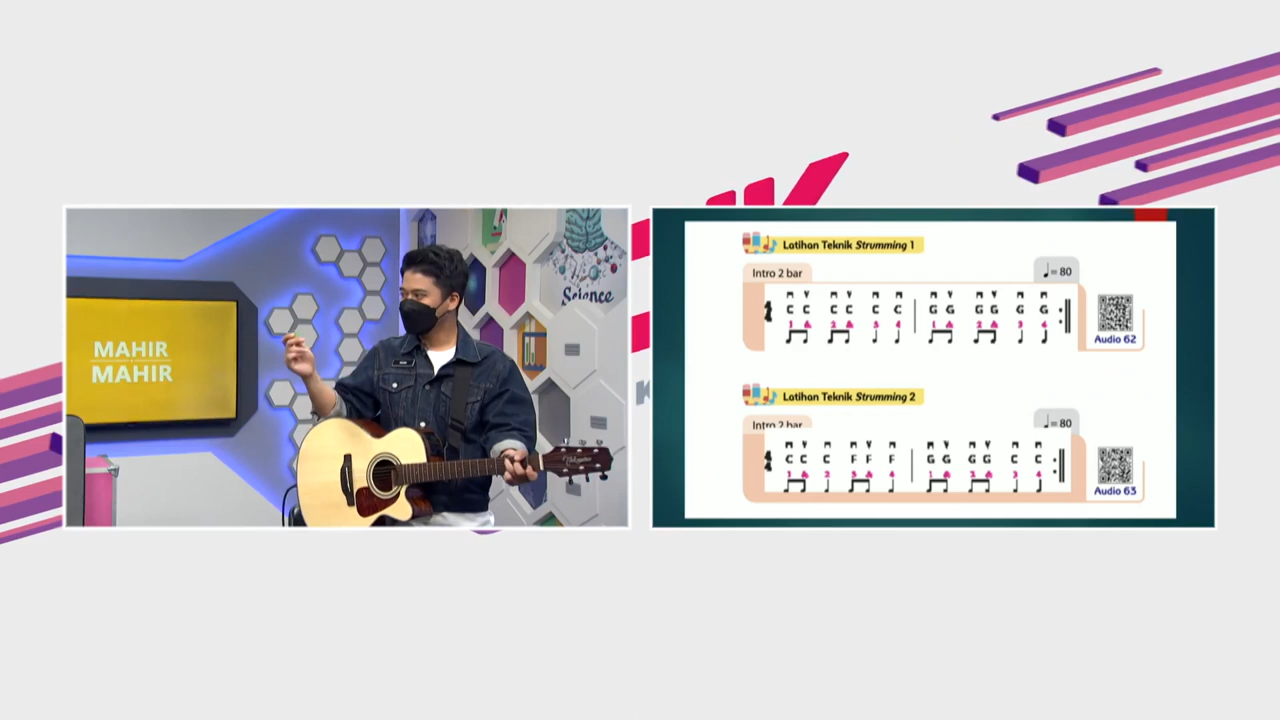 MAHIR
MAHIR
Science
Latihan Teknik Strumming 1
Intro 2 bar
♩= 80
C C C C C C G G G G G G
1 & 2 & 3 4 1 & 2 & 3 4
Audio 62
Latihan Teknik Strumming 2
Intro 2 bar
♩= 80
C C C F F F G G G G C C
1 & 2 3 & 4 1 & 2 & 3 4
Audio 63